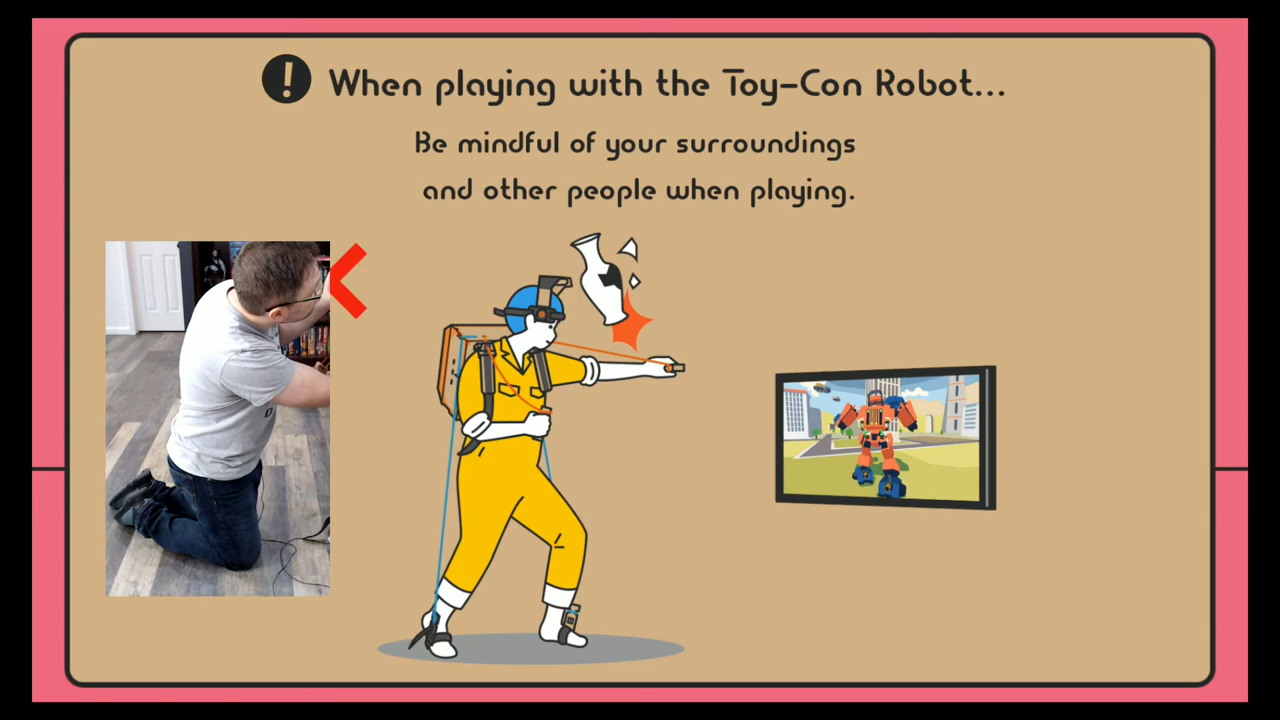 ! When playing with the Toy-Con Robot...
Be mindful of your surroundings
and other people when playing.